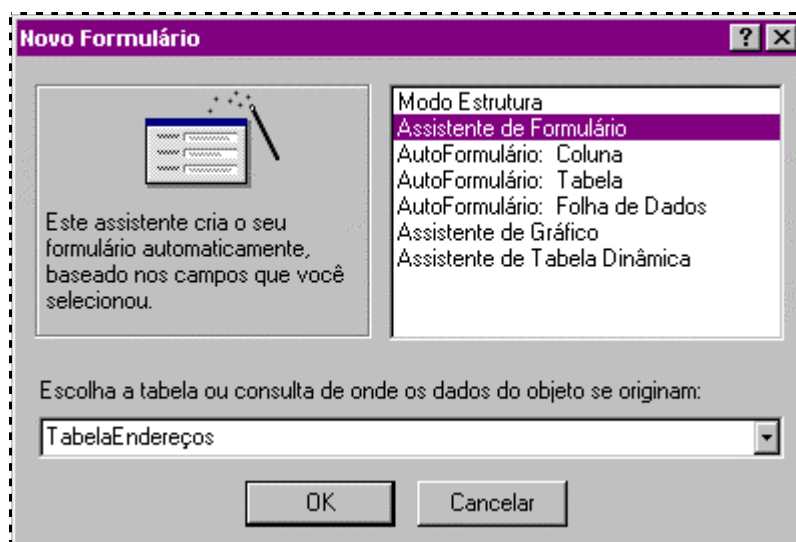 Novo Formulário
Modo Estrutura
Assistente de Formulário
AutoFormulário: Coluna
AutoFormulário: Tabela
AutoFormulário: Folha de Dados
Assistente de Gráfico
Assistente de Tabela Dinâmica
Este assistente cria o seu
formulário automaticamente,
baseado nos campos que você
selecionou.
Escolha a tabela ou consulta de onde os dados do objeto se originam:
TabelaEndereços
OK
Cancelar